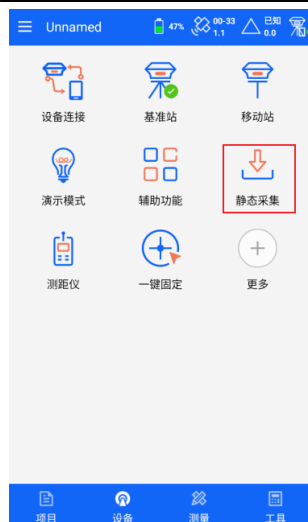 Unnamed 47% 00-33 已知
1.1 0.0
设备连接 基准站 移动站
演示模式 辅助功能 静态采集
测距仪 一键固定 更多
项目 设备 测量 工具